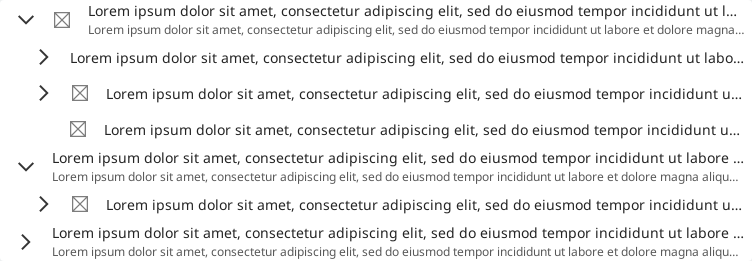 Lorem ipsum dolor sit amet, consectetur adipiscing elit, sed do eiusmod tempor incididunt ut l...
Lorem ipsum dolor sit amet, consectetur adipiscing elit, sed do eiusmod tempor incididunt ut labore et dolore magna...
Lorem ipsum dolor sit amet, consectetur adipiscing elit, sed do eiusmod tempor incididunt ut labo...
Lorem ipsum dolor sit amet, consectetur adipiscing elit, sed do eiusmod tempor incididunt u...
Lorem ipsum dolor sit amet, consectetur adipiscing elit, sed do eiusmod tempor incididunt u...
Lorem ipsum dolor sit amet, consectetur adipiscing elit, sed do eiusmod tempor incididunt ut labore ...
Lorem ipsum dolor sit amet, consectetur adipiscing elit, sed do eiusmod tempor incididunt ut labore et dolore magna aliqu...
Lorem ipsum dolor sit amet, consectetur adipiscing elit, sed do eiusmod tempor incididunt u...
Lorem ipsum dolor sit amet, consectetur adipiscing elit, sed do eiusmod tempor incididunt ut labore ...
Lorem ipsum dolor sit amet, consectetur adipiscing elit, sed do eiusmod tempor incididunt ut labore et dolore magna aliqu...